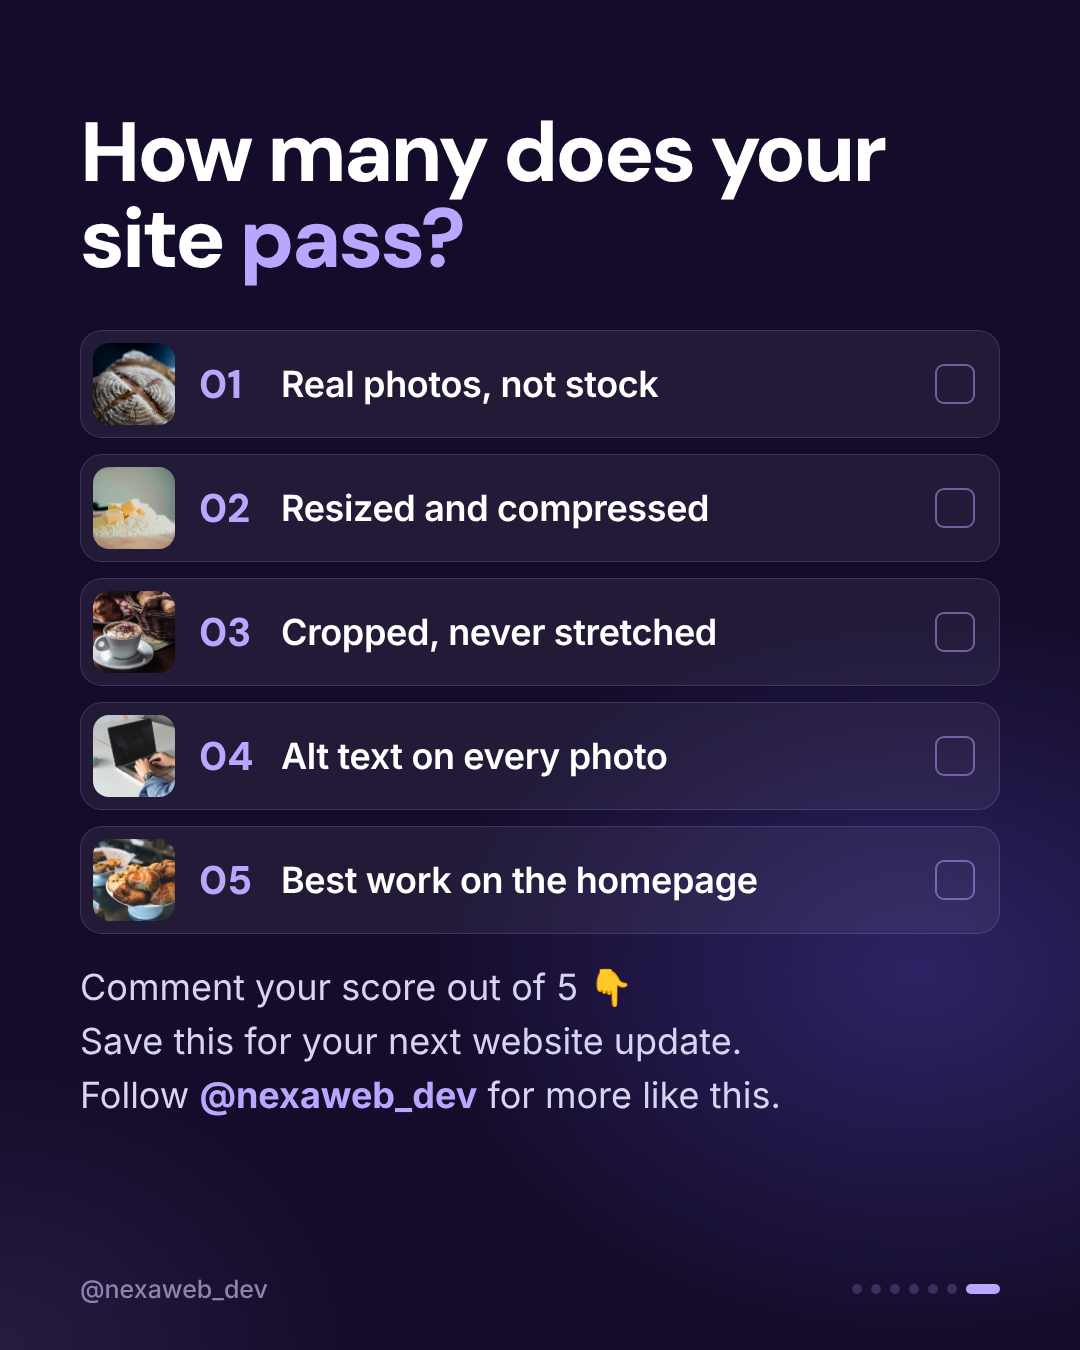 How many does your
site pass?
01 Real photos, not stock
02 Resized and compressed
03 Cropped, never stretched
04 Alt text on every photo
05 Best work on the homepage
Comment your score out of 5 👇
Save this for your next website update.
Follow @nexaweb_dev for more like this.
@nexaweb_dev